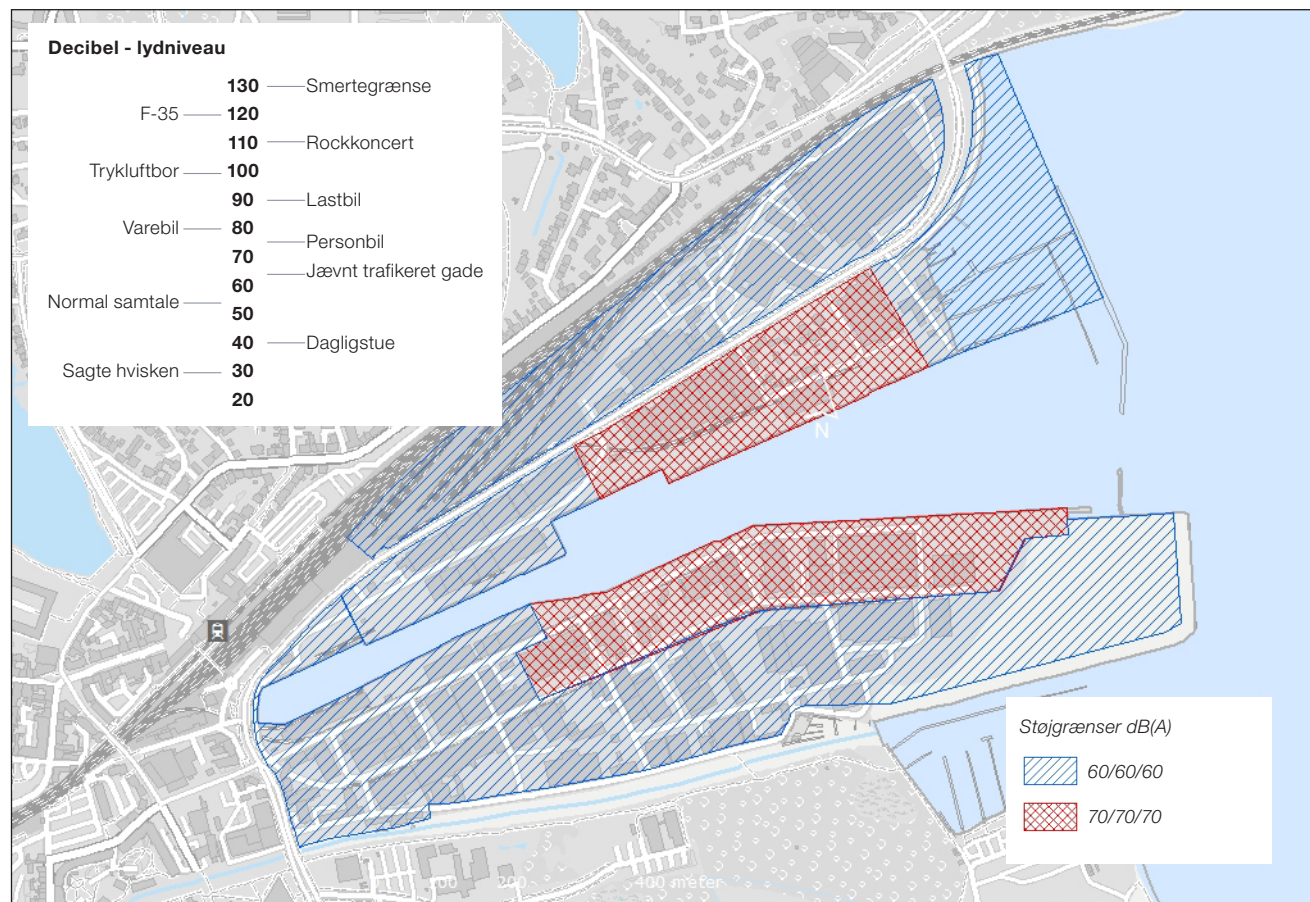 Decibel - lydniveau
130 Smertegrænse
F-35 120
110 Rockkoncert
Trykluftbor 100
90 Lastbil
Varebil 80
Personbil
70
Jævnt trafikeret gade
60
Normal samtale
50
40 Dagligstue
Sagte hvisken 30
20
N
Støjgrænser dB(A)
60/60/60
70/70/70
200 400 meter